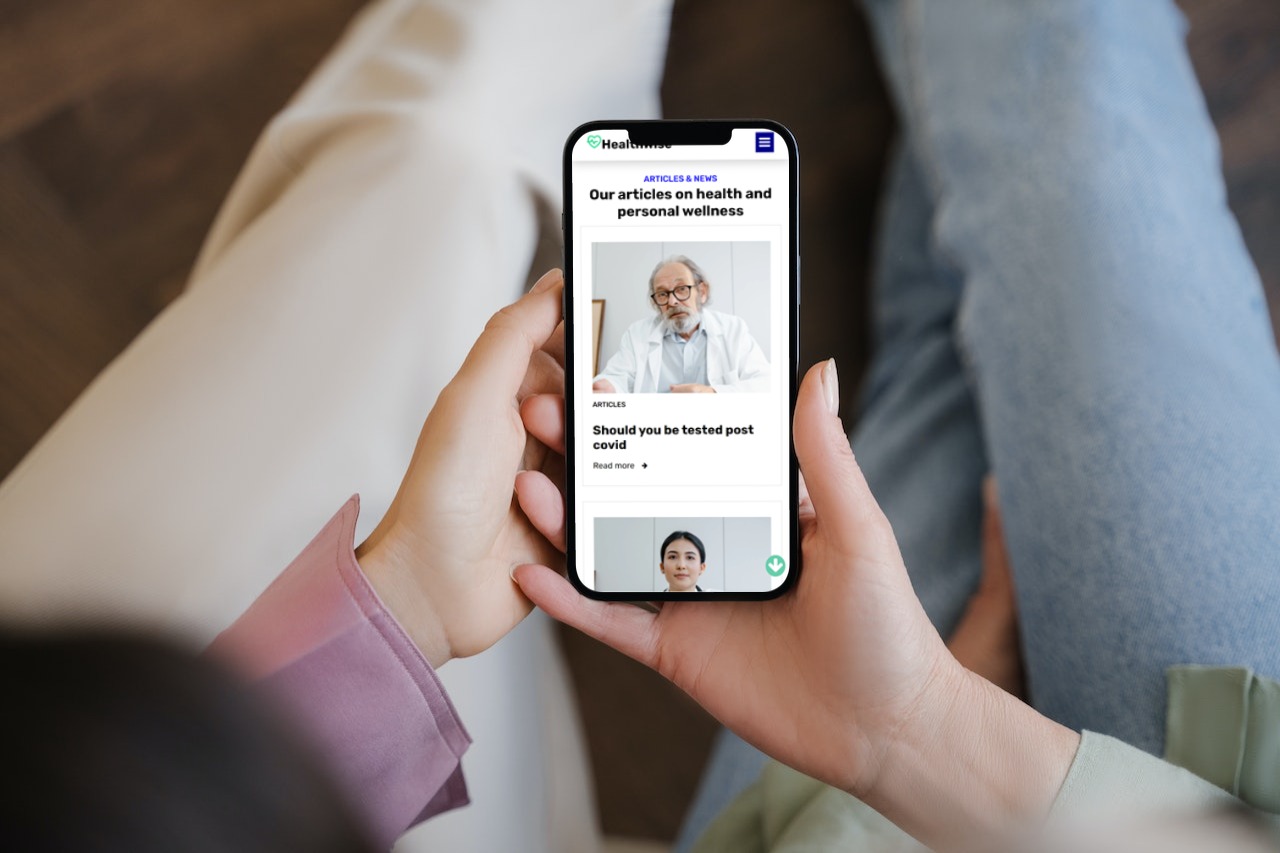 Healthwise
ARTICLES & NEWS
Our articles on health and
personal wellness
ARTICLES
Should you be tested post
covid
Read more